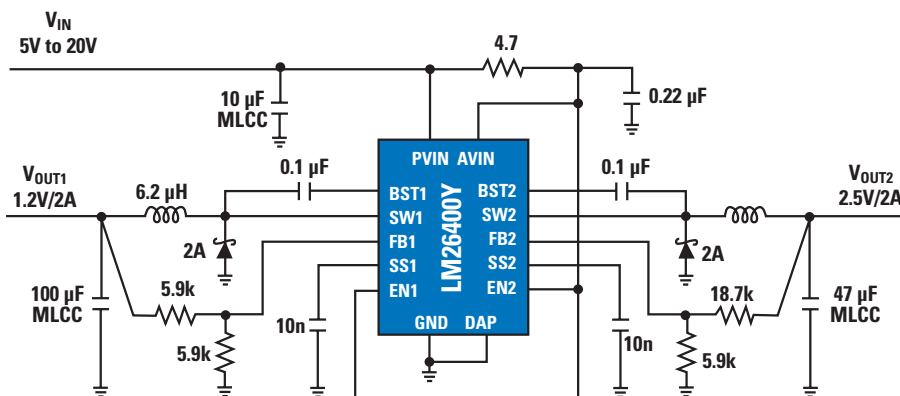 V_IN
5V to 20V
4.7
10 µF
MLCC
0.22 µF
PVIN AVIN
0.1 µF
0.1 µF
V_OUT1
1.2V/2A
6.2 µH
BST1
BST2
V_OUT2
2.5V/2A
SW1
SW2
LM26400Y
FB1
FB2
2A
2A
SS1
SS2
EN1
EN2
100 µF
MLCC
5.9k
18.7k
47 µF
MLCC
GND DAP
10n
10n
5.9k
5.9k